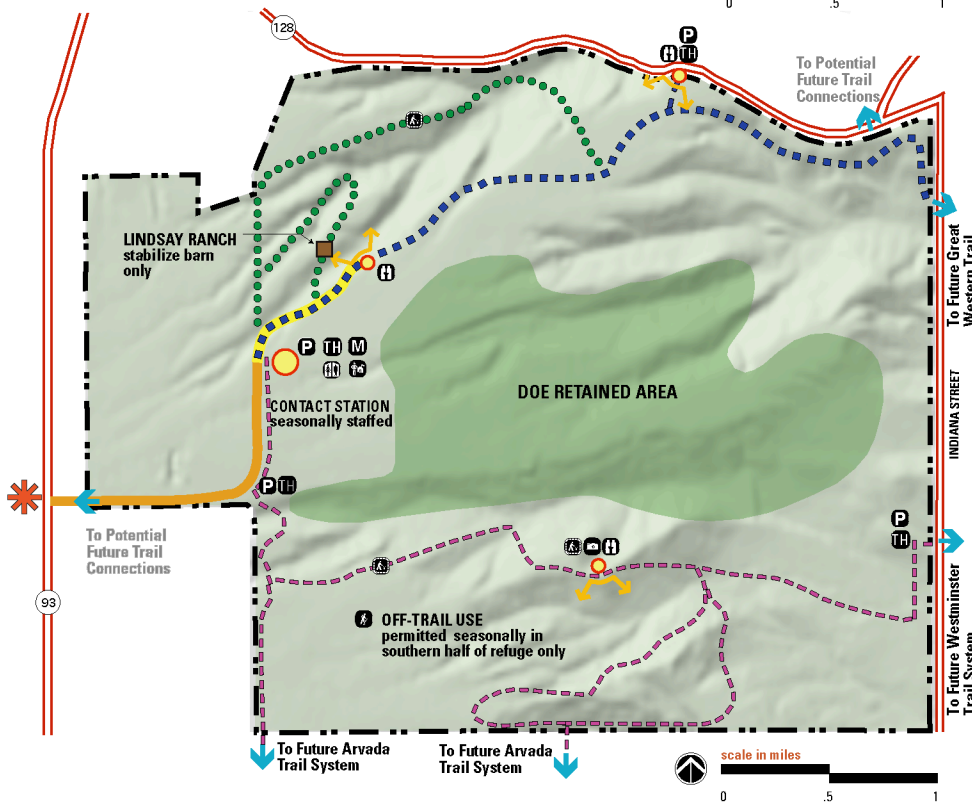 0 .5 1
128
P
TH
To Potential
Future Trail
Connections
LINDSAY RANCH
stabilize barn
only
To Future Great
Western Trail
P TH M
DOE RETAINED AREA
CONTACT STATION
seasonally staffed
INDIANA STREET
P TH
P
TH
To Potential
Future Trail
Connections
93
OFF-TRAIL USE
permitted seasonally in
southern half of refuge only
To Future Westminster
Trail System
To Future Arvada
Trail System
To Future Arvada
Trail System
scale in miles
0 .5 1